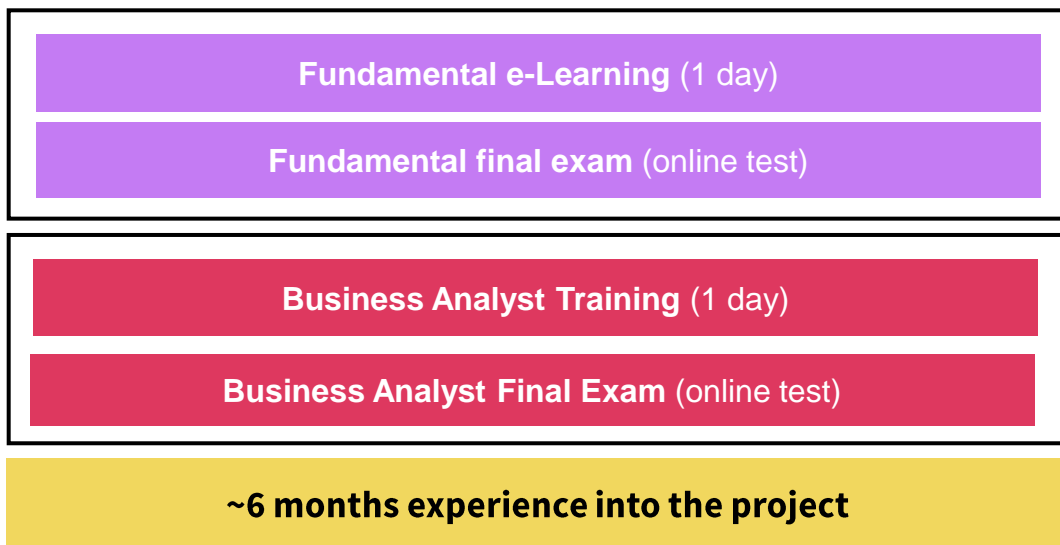 Fundamental e-Learning (1 day)
Fundamental final exam (online test)
Business Analyst Training (1 day)
Business Analyst Final Exam (online test)
~6 months experience into the project